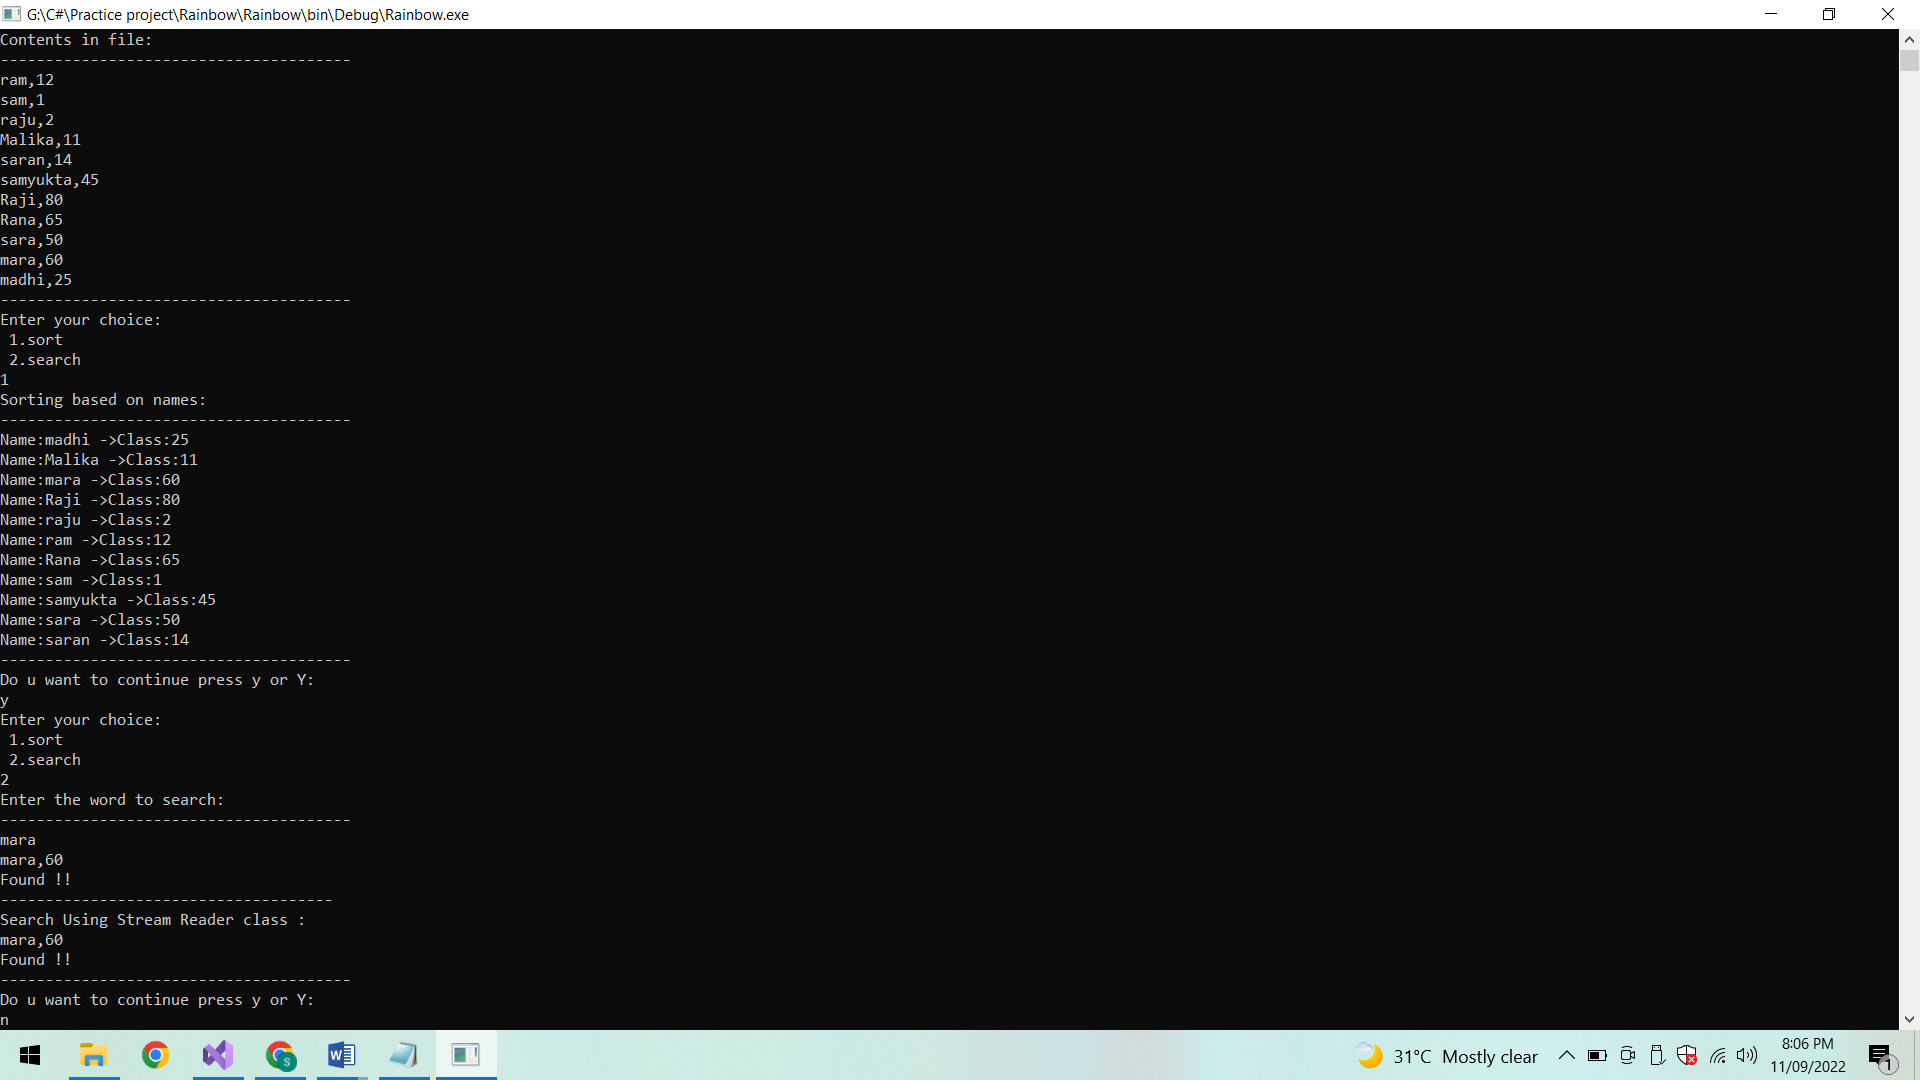 G:\C#\Practice project\Rainbow\Rainbow\bin\Debug\Rainbow.exe
Contents in file:
---------------------------------------
ram,12
sam,1
raju,2
Malika,11
saran,14
samyukta,45
Raji,80
Rana,65
sara,50
mara,60
madhi,25
---------------------------------------
Enter your choice:
 1.sort
 2.search
1
Sorting based on names:
---------------------------------------
Name:madhi ->Class:25
Name:Malika ->Class:11
Name:mara ->Class:60
Name:Raji ->Class:80
Name:raju ->Class:2
Name:ram ->Class:12
Name:Rana ->Class:65
Name:sam ->Class:1
Name:samyukta ->Class:45
Name:sara ->Class:50
Name:saran ->Class:14
---------------------------------------
Do u want to continue press y or Y:
y
Enter your choice:
 1.sort
 2.search
2
Enter the word to search:
---------------------------------------
mara
mara,60
Found !!
-------------------------------------
Search Using Stream Reader class :
mara,60
Found !!
---------------------------------------
Do u want to continue press y or Y:
n
31°C Mostly clear
8:06 PM
11/09/2022
1
S